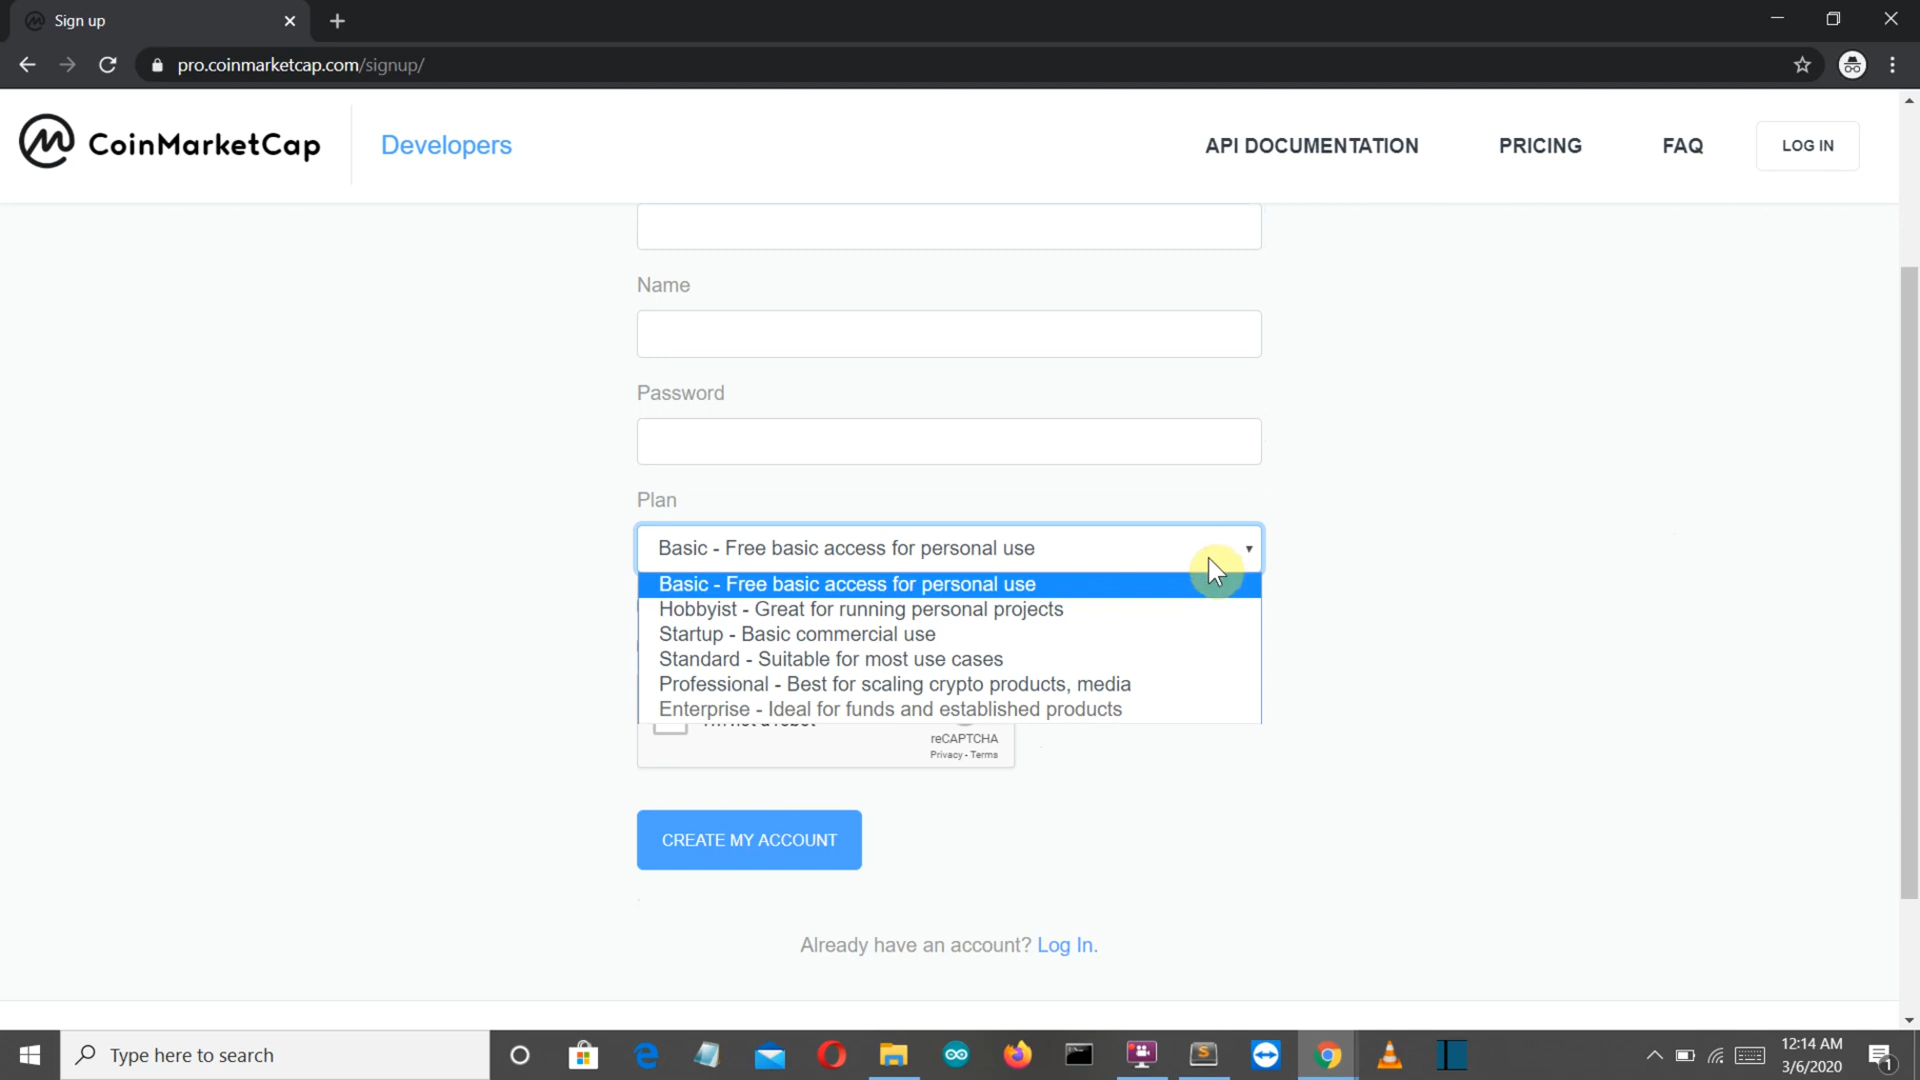 Sign up
pro.coinmarketcap.com/signup/
CoinMarketCap
Developers
API DOCUMENTATION
PRICING
FAQ
LOG IN
Name
Password
Plan
Basic - Free basic access for personal use
Basic - Free basic access for personal use
Hobbyist - Great for running personal projects
Startup - Basic commercial use
Standard - Suitable for most use cases
Professional - Best for scaling crypto products, media
Enterprise - Ideal for funds and established products
reCAPTCHA
Privacy - Terms
CREATE MY ACCOUNT
Already have an account? Log In.
Type here to search
12:14 AM
3/6/2020
1